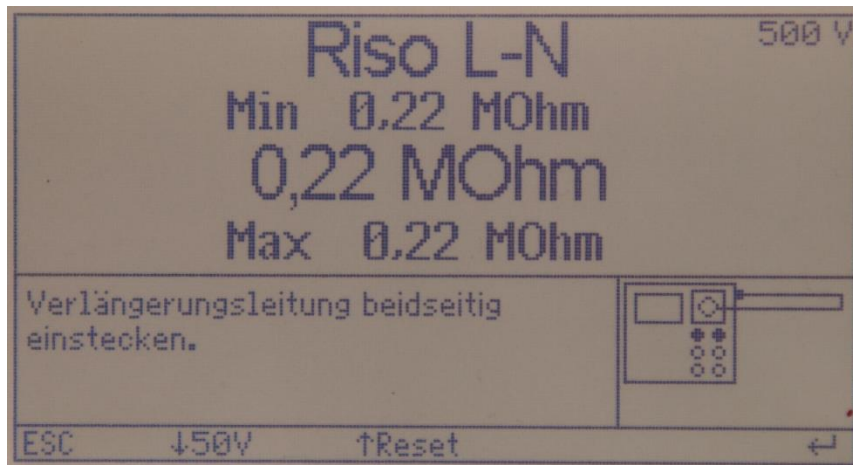 Riso L-N
500 V
Min 0,22 MOhm
0,22 MOhm
Max 0,22 MOhm
Verlängerungsleitung beidseitig
einstecken.
ESC ↓50V ↑Reset ↵